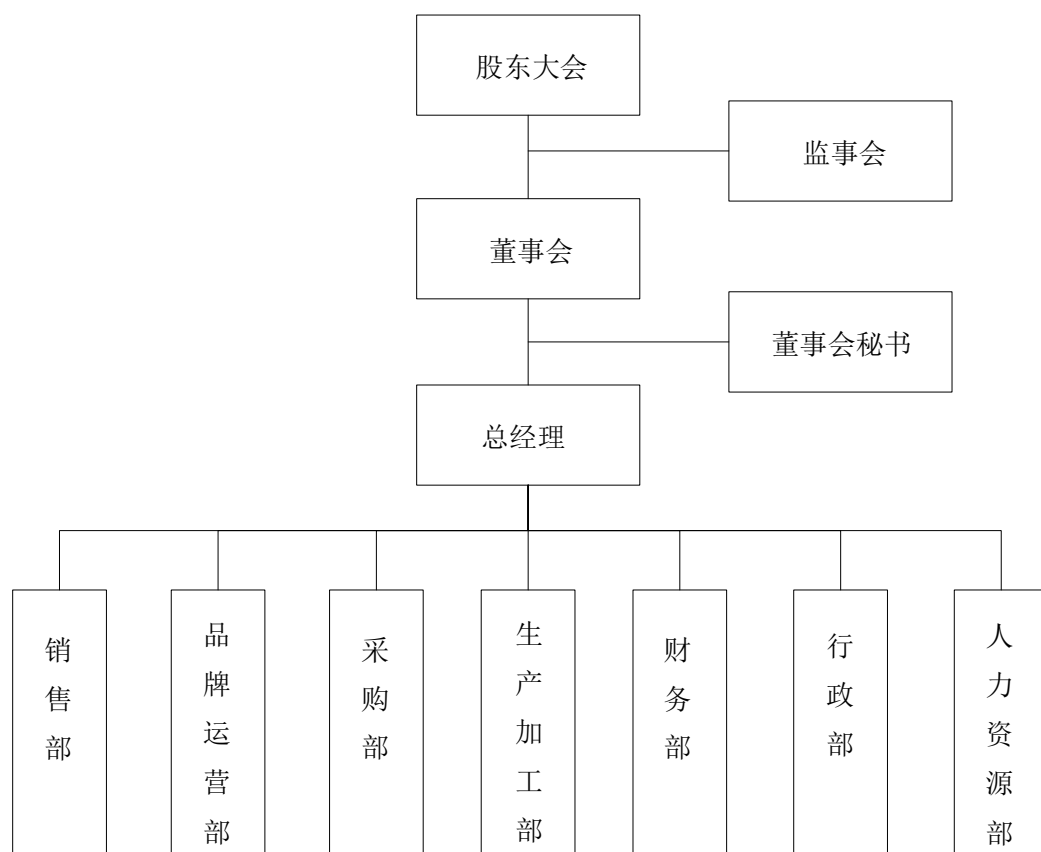 股东大会
监事会
董事会
董事会秘书
总经理
销售部
品牌运营部
采购部
生产加工部
财务部
行政部
人力资源部